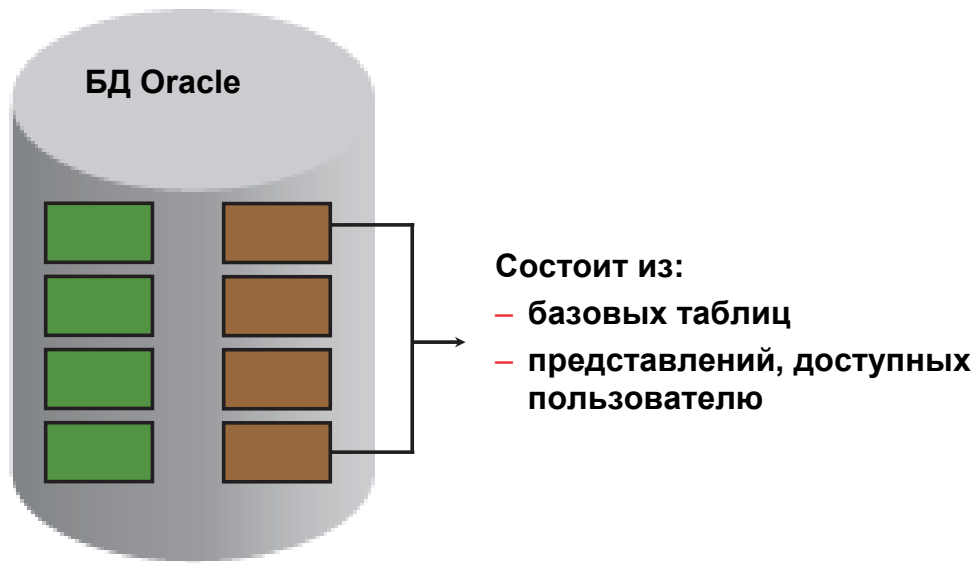 БД Oracle
Состоит из:
– базовых таблиц
– представлений, доступных
пользователю